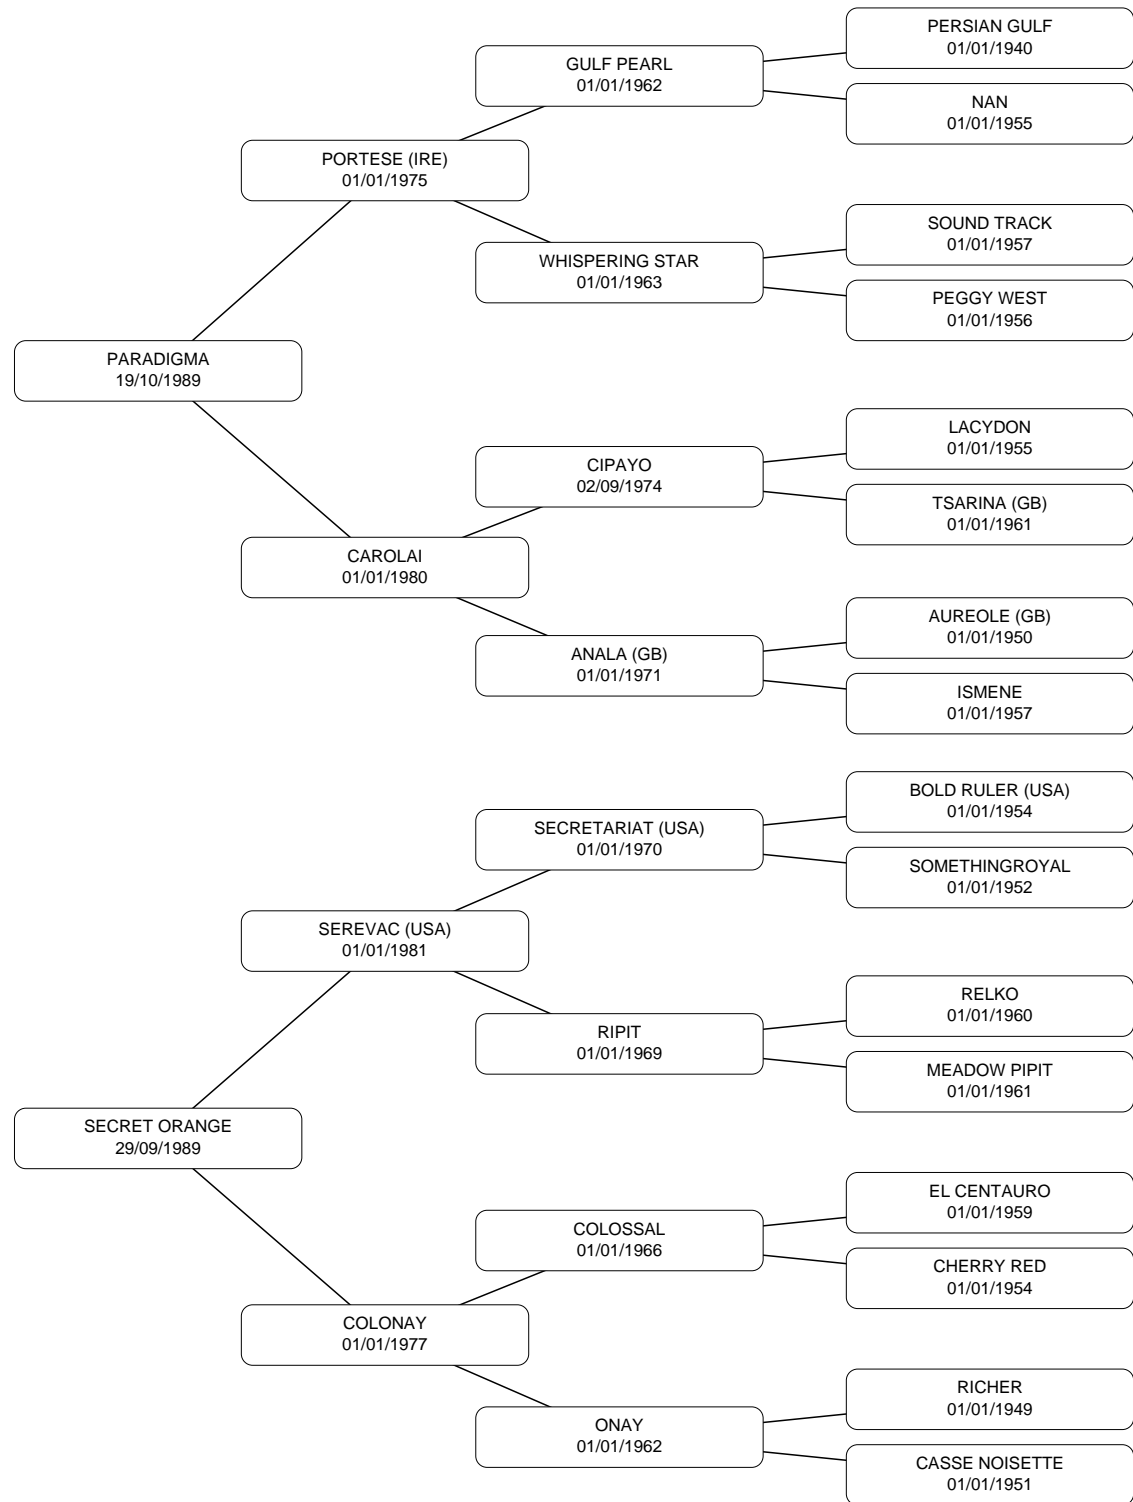 PERSIAN GULF
01/01/1940
GULF PEARL
01/01/1962
NAN
01/01/1955
PORTESE (IRE)
01/01/1975
SOUND TRACK
01/01/1957
WHISPERING STAR
01/01/1963
PEGGY WEST
01/01/1956
PARADIGMA
19/10/1989
LACYDON
01/01/1955
CIPAYO
02/09/1974
TSARINA (GB)
01/01/1961
CAROLAI
01/01/1980
AUREOLE (GB)
01/01/1950
ANALA (GB)
01/01/1971
ISMENE
01/01/1957
BOLD RULER (USA)
01/01/1954
SECRETARIAT (USA)
01/01/1970
SOMETHINGROYAL
01/01/1952
SEREVAC (USA)
01/01/1981
RELKO
01/01/1960
RIPIT
01/01/1969
MEADOW PIPIT
01/01/1961
SECRET ORANGE
29/09/1989
EL CENTAURO
01/01/1959
COLOSSAL
01/01/1966
CHERRY RED
01/01/1954
COLONAY
01/01/1977
RICHER
01/01/1949
ONAY
01/01/1962
CASSE NOISETTE
01/01/1951